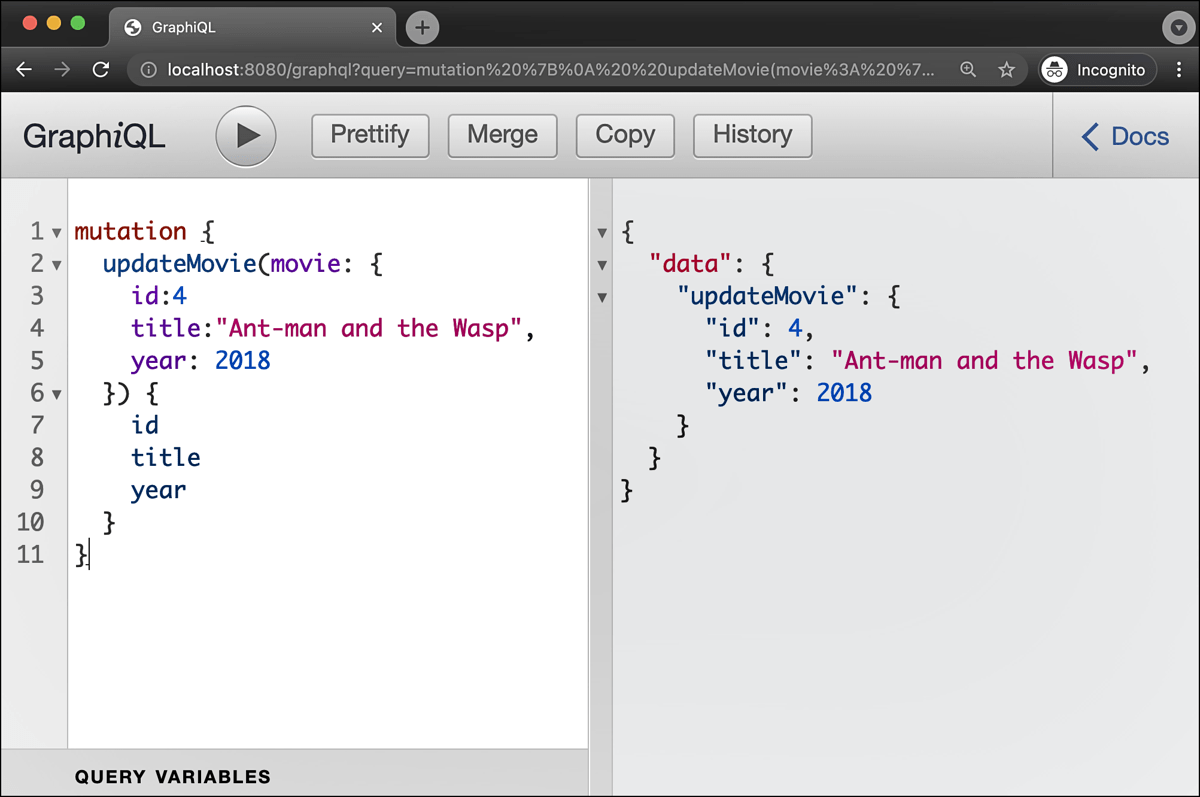 GraphiQL
localhost:8080/graphql?query=mutation%20%7B%0A%20%20updateMovie(movie%3A%20%7...
Incognito
GraphiQL
Prettify
Merge
Copy
History
Docs
1 mutation {
2 updateMovie(movie: {
3 id:4
4 title:"Ant-man and the Wasp",
5 year: 2018
6 }) {
7 id
8 title
9 year
10 }
11 }
{
"data": {
"updateMovie": {
"id": 4,
"title": "Ant-man and the Wasp",
"year": 2018
}
}
}
QUERY VARIABLES